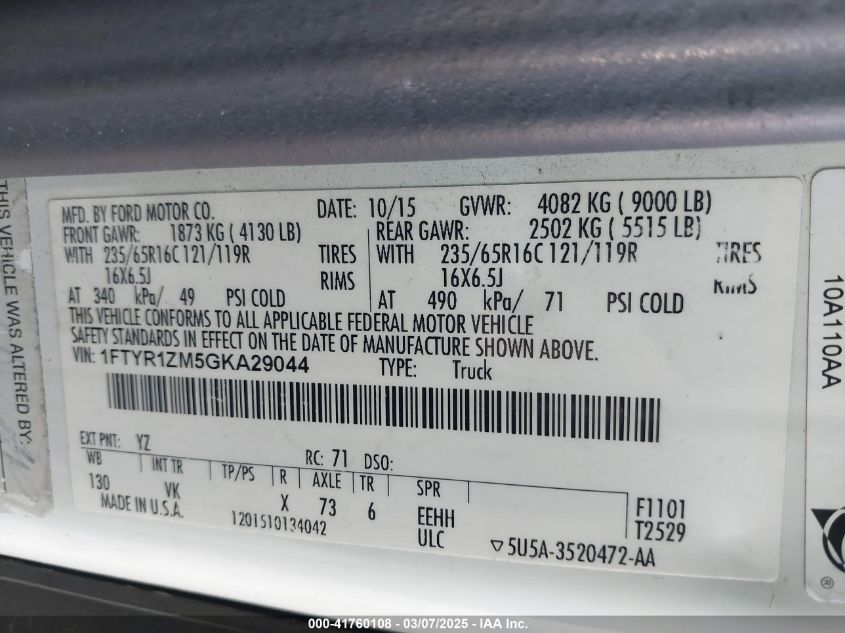 MFD. BY FORD MOTOR CO. DATE: 10/15 GVWR: 4082 KG ( 9000 LB)
FRONT GAWR: 1873 KG ( 4130 LB) REAR GAWR: 2502 KG ( 5515 LB)
WITH 235/65R16C 121/119R TIRES WITH 235/65R16C 121/119R TIRES
16X6.5J RIMS 16X6.5J RIMS
AT 340 kPa/ 49 PSI COLD AT 490 kPa/ 71 PSI COLD
THIS VEHICLE CONFORMS TO ALL APPLICABLE FEDERAL MOTOR VEHICLE
SAFETY STANDARDS IN EFFECT ON THE DATE OF MANUFACTURE SHOWN ABOVE.
VIN: 1FTYR1ZM5GKA29044 TYPE: Truck
EXT PNT: YZ RC: 71 DSO:
WB INT TR TP/PS R AXLE TR SPR
130 VK X 73 6 EEHH F1101
MADE IN U.S.A. 1201510134042 ULC T2529
5U5A-3520472-AA
THIS VEHICLE WAS ALTERED BY:
10A110AA
®
000-41760108 - 03/07/2025 - IAA Inc.